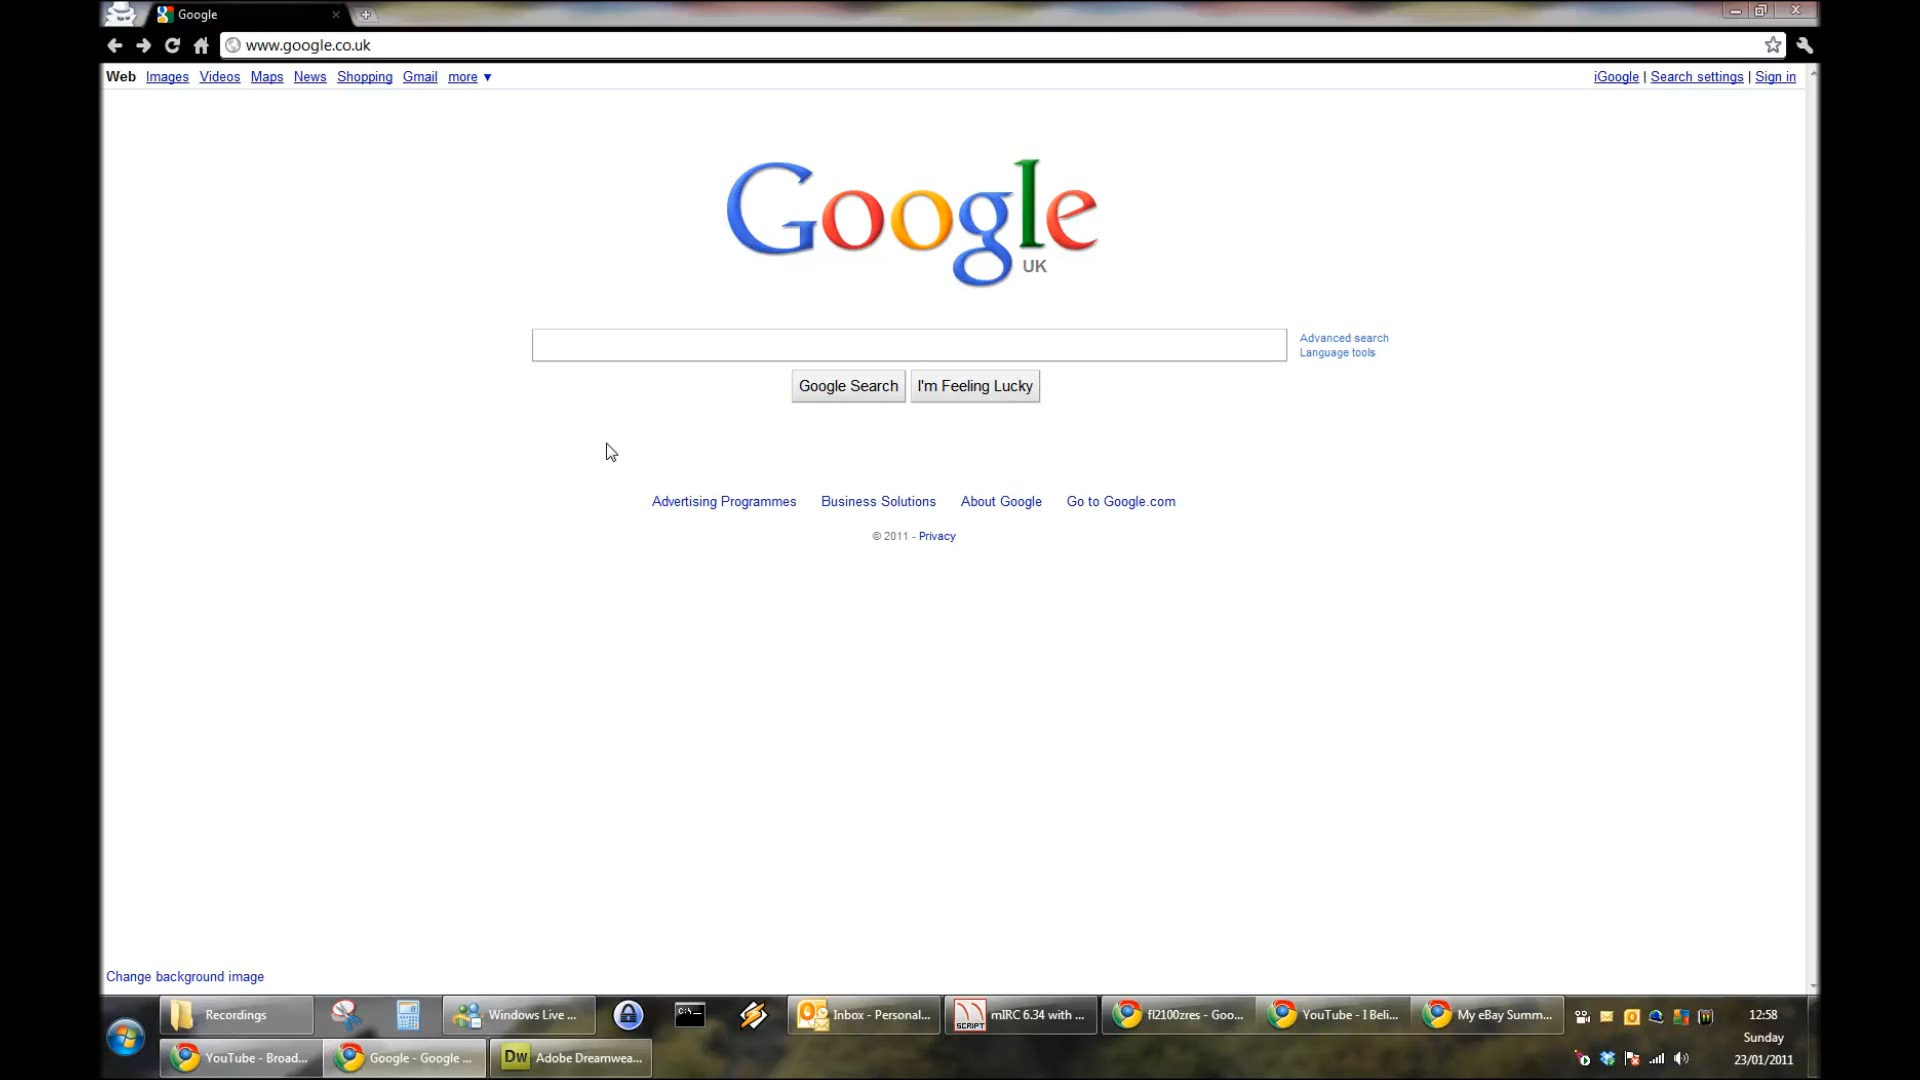 Google
www.google.co.uk
Web Images Videos Maps News Shopping Gmail more ▼
iGoogle | Search settings | Sign in
Google
UK
Advanced search
Language tools
Google Search I'm Feeling Lucky
Advertising Programmes Business Solutions About Google Go to Google.com
© 2011 - Privacy
Change background image
Recordings Windows Live ... Inbox - Personal... mIRC 6.34 with ... fl2100zres - Goo... YouTube - I Beli... My eBay Summ... 12:58
Sunday
YouTube - Broad... Google - Google ... Dw Adobe Dreamwea... 23/01/2011
C:\_
SCRIPT